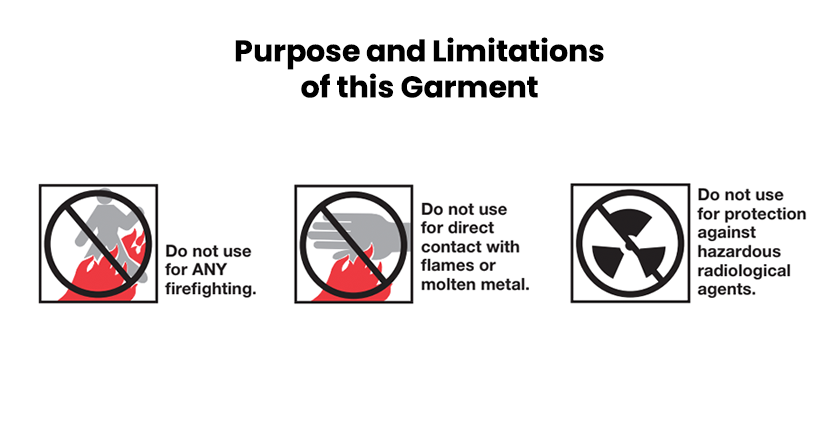 Purpose and Limitations
of this Garment
Do not use
for ANY
firefighting.
Do not use
for direct
contact with
flames or
molten metal.
Do not use
for protection
against
hazardous
radiological
agents.